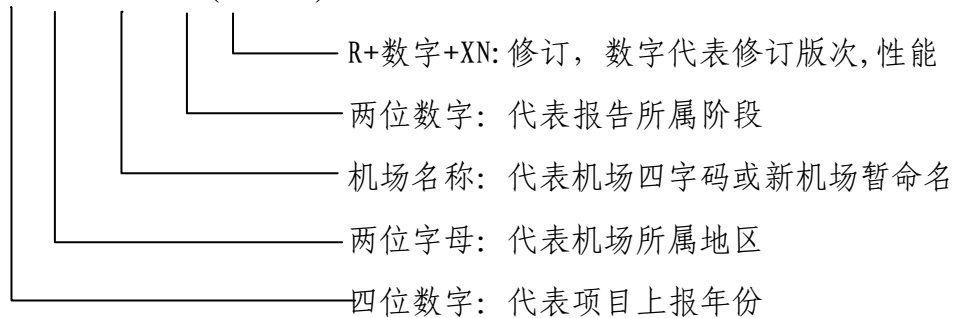 R+数字+XN:修订，数字代表修订版次,性能
两位数字：代表报告所属阶段
机场名称：代表机场四字码或新机场暂命名
两位字母：代表机场所属地区
四位数字：代表项目上报年份